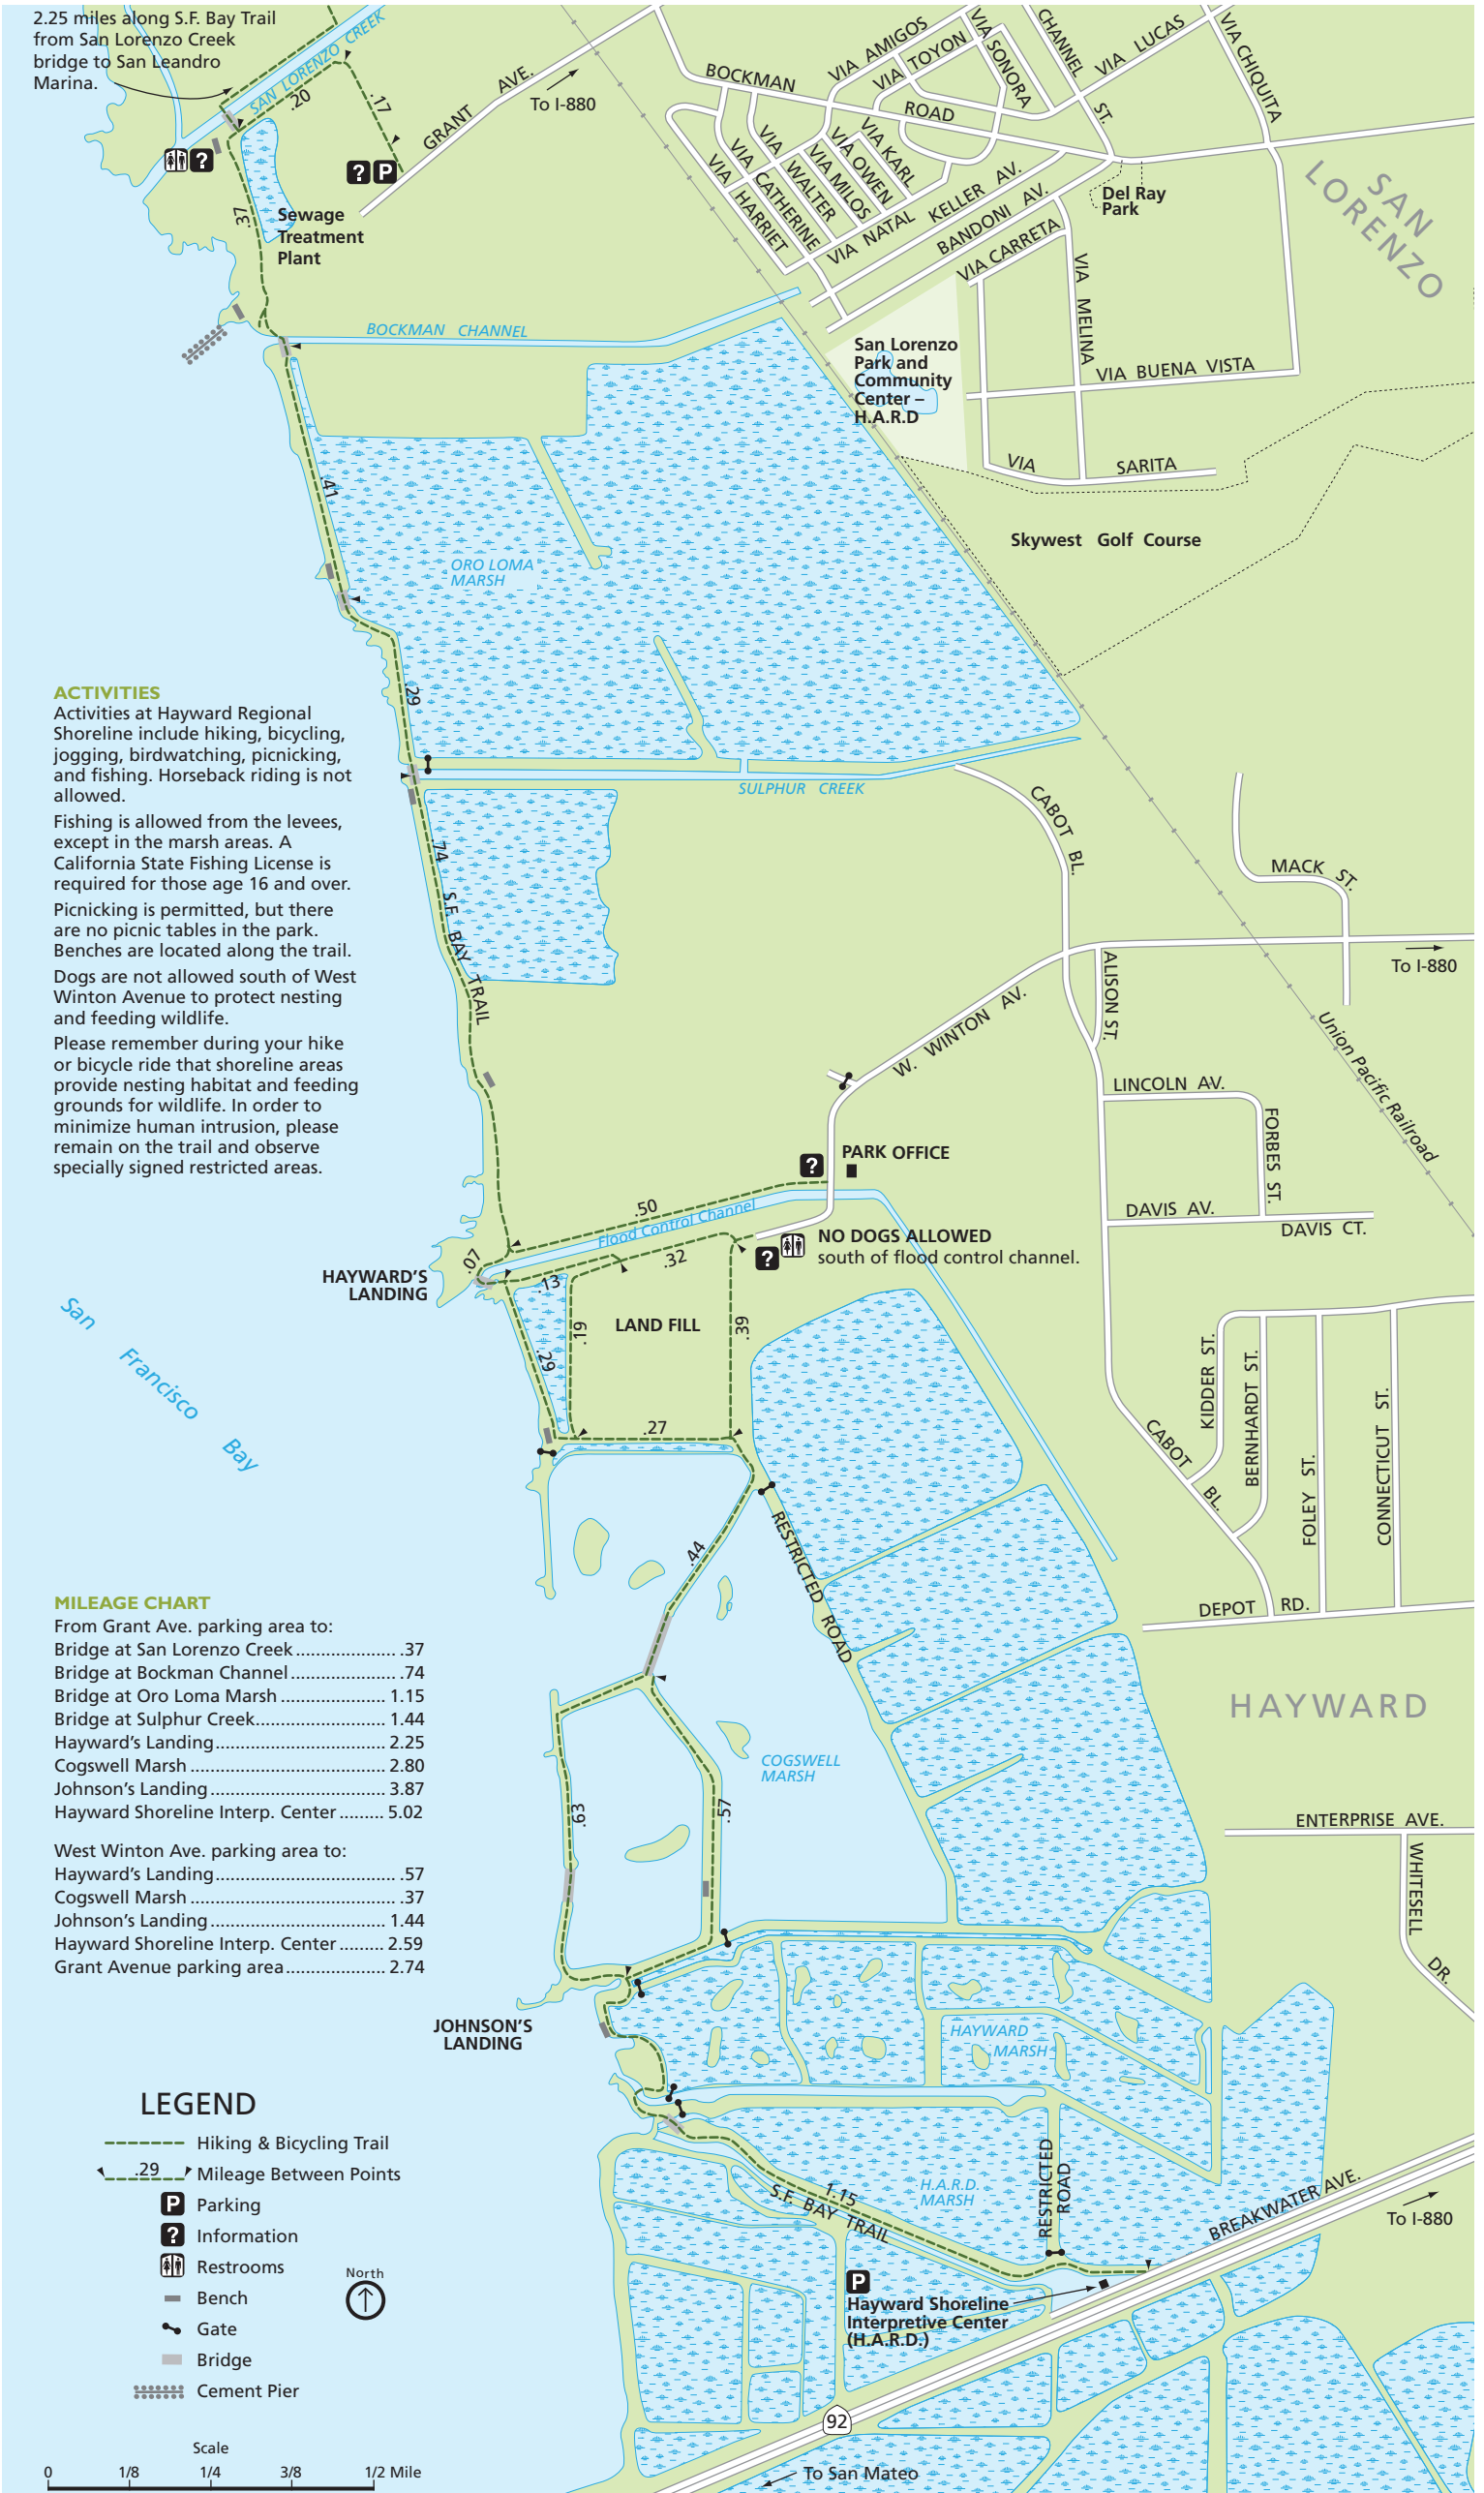 2.25 miles along S.F. Bay Trail
from San Lorenzo Creek
bridge to San Leandro
Marina.
SAN LORENZO CREEK
.20
.17
GRANT AVE.
To I-880
BOCKMAN ROAD
VIA AMIGOS
VIA TOYON
VIA SONORA
CHANNEL ST.
VIA LUCAS
VIA CHIQUITA
VIA KARL
VIA OWEN
VIA MILOS
VIA WALTER
VIA CATHERINE
VIA HARRIET
VIA NATAL
KELLER AV.
BANDONI AV.
VIA CARRETA
Del Ray
Park
SAN
LORENZO
.37
Sewage
Treatment
Plant
BOCKMAN CHANNEL
VIA MELINA
San Lorenzo
Park and
Community
Center –
H.A.R.D
VIA BUENA VISTA
VIA SARITA
.41
ORO LOMA
MARSH
Skywest Golf Course
.29
ACTIVITIES
Activities at Hayward Regional
Shoreline include hiking, bicycling,
jogging, birdwatching, picnicking,
and fishing. Horseback riding is not
allowed.
Fishing is allowed from the levees,
except in the marsh areas. A
California State Fishing License is
required for those age 16 and over.
Picnicking is permitted, but there
are no picnic tables in the park.
Benches are located along the trail.
Dogs are not allowed south of West
Winton Avenue to protect nesting
and feeding wildlife.
Please remember during your hike
or bicycle ride that shoreline areas
provide nesting habitat and feeding
grounds for wildlife. In order to
minimize human intrusion, please
remain on the trail and observe
specially signed restricted areas.
SULPHUR CREEK
.74
S.F. BAY TRAIL
CABOT BL.
MACK ST.
To I-880
ALISON ST.
W. WINTON AV.
Union Pacific Railroad
LINCOLN AV.
FORBES ST.
PARK OFFICE
.50
Flood Control Channel
DAVIS AV.
DAVIS CT.
NO DOGS ALLOWED
south of flood control channel.
.07
HAYWARD'S
LANDING
.13
.32
.19
LAND FILL
.39
.29
.27
San
Francisco
Bay
KIDDER ST.
BERNHARDT ST.
FOLEY ST.
CONNECTICUT ST.
CABOT BL.
DEPOT RD.
RESTRICTED ROAD
.44
HAYWARD
COGSWELL
MARSH
.63
.57
ENTERPRISE AVE.
WHITESELL DR.
MILEAGE CHART
From Grant Ave. parking area to:
Bridge at San Lorenzo Creek .37
Bridge at Bockman Channel .74
Bridge at Oro Loma Marsh 1.15
Bridge at Sulphur Creek 1.44
Hayward's Landing 2.25
Cogswell Marsh 2.80
Johnson's Landing 3.87
Hayward Shoreline Interp. Center 5.02
West Winton Ave. parking area to:
Hayward's Landing .57
Cogswell Marsh .37
Johnson's Landing 1.44
Hayward Shoreline Interp. Center 2.59
Grant Avenue parking area 2.74
JOHNSON'S
LANDING
HAYWARD
MARSH
H.A.R.D.
MARSH
RESTRICTED
ROAD
1.15
S.F. BAY TRAIL
BREAKWATER AVE.
To I-880
P
Hayward Shoreline
Interpretive Center
(H.A.R.D.)
92
To San Mateo
LEGEND
Hiking & Bicycling Trail
.29 Mileage Between Points
P Parking
? Information
Restrooms
Bench
Gate
Bridge
Cement Pier
North
Scale
0 1/8 1/4 3/8 1/2 Mile